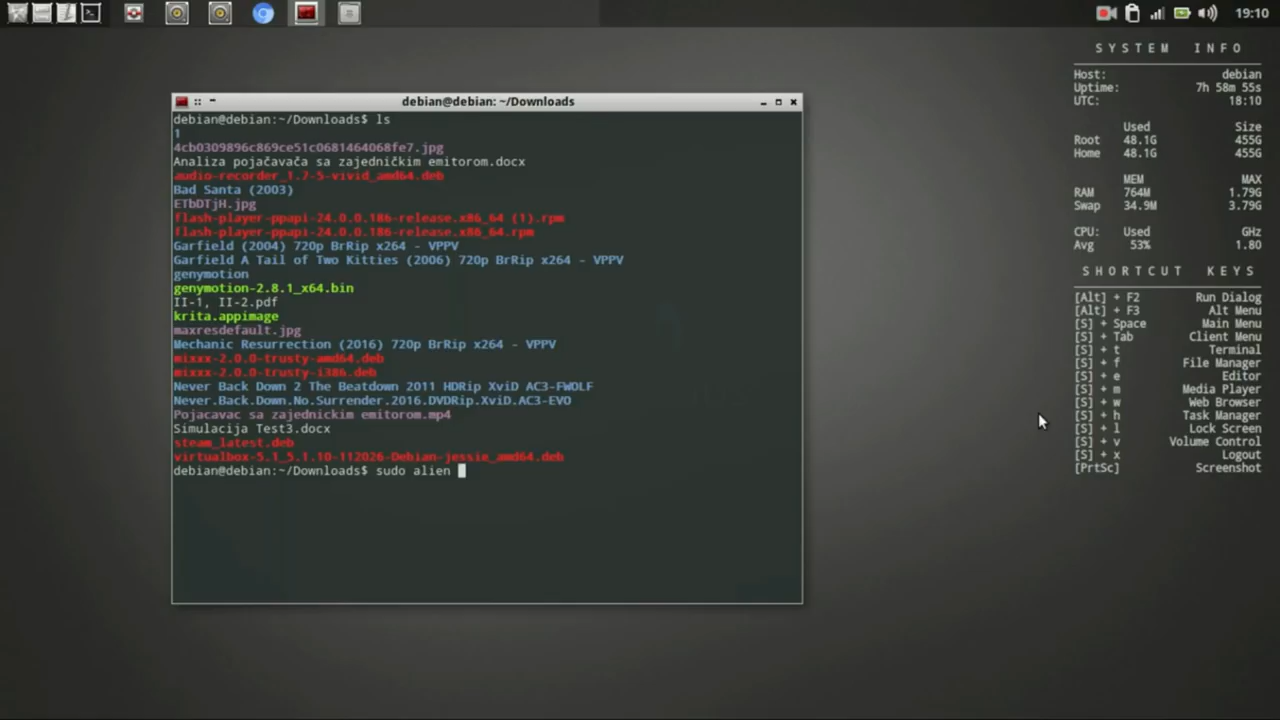 19:10
debian@debian: ~/Downloads
debian@debian:~/Downloads$ ls
1
4cb0309896c869ce51c0681464068fe7.jpg
Analiza pojačavača sa zajedničkim emitorom.docx
audio-recorder_1.7-5-vivid_amd64.deb
Bad Santa (2003)
ETbDTjH.jpg
flash-player-ppapi-24.0.0.186-release.x86_64 (1).rpm
flash-player-ppapi-24.0.0.186-release.x86_64.rpm
Garfield (2004) 720p BrRip x264 - VPPV
Garfield A Tail of Two Kitties (2006) 720p BrRip x264 - VPPV
genymotion
genymotion-2.8.1_x64.bin
II-1, II-2.pdf
krita.appimage
maxresdefault.jpg
Mechanic Resurrection (2016) 720p BrRip x264 - VPPV
mixxx-2.0.0-trusty-amd64.deb
mixxx-2.0.0-trusty-i386.deb
Never Back Down 2 The Beatdown 2011 HDRip XviD AC3-FWOLF
Never.Back.Down.No.Surrender.2016.DVDRip.XviD.AC3-EVO
Pojacavac sa zajednickim emitorom.mp4
Simulacija Test3.docx
steam_latest.deb
virtualbox-5.1_5.1.10-112026-Debian-jessie_amd64.deb
debian@debian:~/Downloads$ sudo alien
SYSTEM INFO
Host: debian
Uptime: 7h 58m 55s
UTC: 18:10
Used Size
Root 48.1G 455G
Home 48.1G 455G
MEM MAX
RAM 764M 1.79G
Swap 34.9M 3.79G
CPU: Used GHz
Avg 53% 1.80
SHORTCUT KEYS
[Alt] + F2 Run Dialog
[Alt] + F3 Alt Menu
[S] + Space Main Menu
[S] + Tab Client Menu
[S] + t Terminal
[S] + f File Manager
[S] + e Editor
[S] + m Media Player
[S] + w Web Browser
[S] + h Task Manager
[S] + l Lock Screen
[S] + v Volume Control
[S] + x Logout
[PrtSc] Screenshot